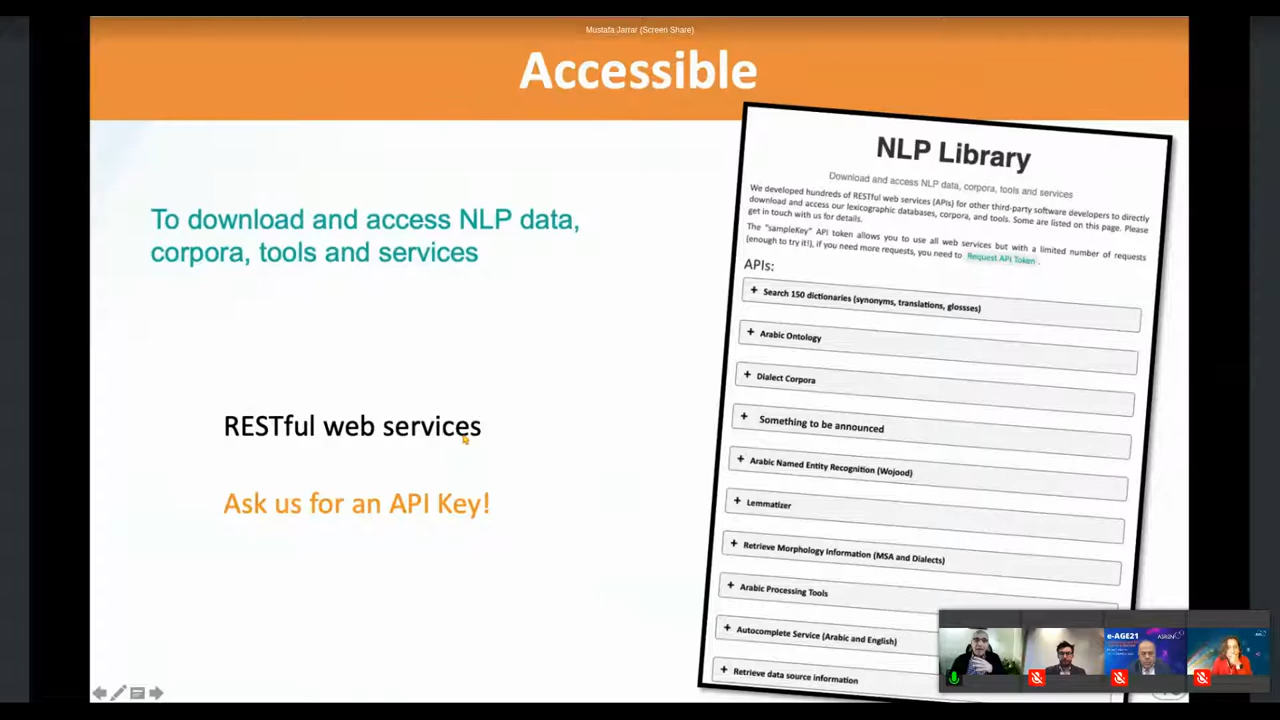 Mustafa Jarrar (Screen Share)
Accessible
To download and access NLP data,
corpora, tools and services
RESTful web services
Ask us for an API Key!
NLP Library
Download and access NLP data, corpora, tools and services
We developed hundreds of RESTful web services (APIs) for other third-party software developers to directly
download and access our lexicographic databases, corpora, and tools. Some are listed on this page. Please
get in touch with us for details.
The "sampleKey" API token allows you to use all web services but with a limited number of requests
(enough to try it!), if you need more requests, you need to Request API Token .
APIs:
+ Search 150 dictionaries (synonyms, translations, glossses)
+ Arabic Ontology
+ Dialect Corpora
+ Something to be announced
+ Arabic Named Entity Recognition (Wojood)
+ Lemmatizer
+ Retrieve Morphology Information (MSA and Dialects)
+ Arabic Processing Tools
+ Autocomplete Service (Arabic and English)
+ Retrieve data source information
e-AGE21